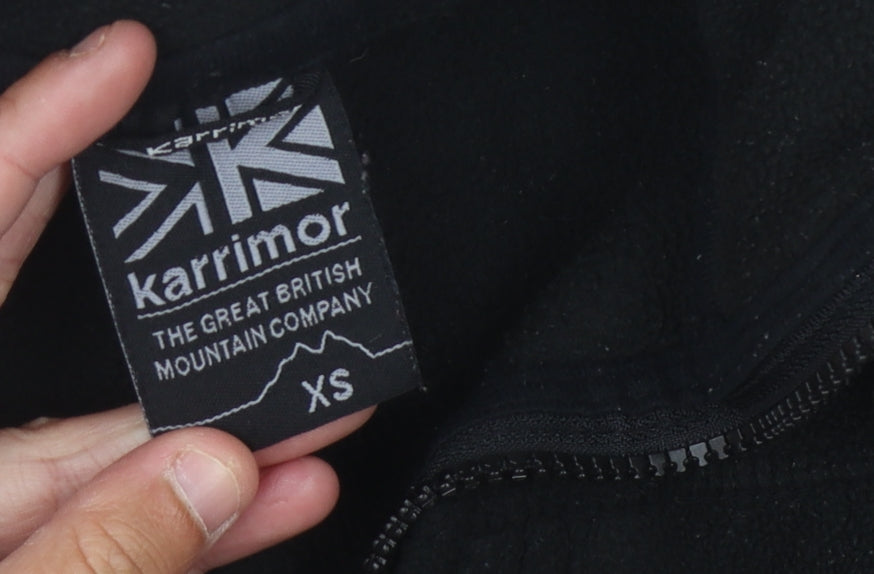 Karrimor
karrimor
THE GREAT BRITISH
MOUNTAIN COMPANY
XS